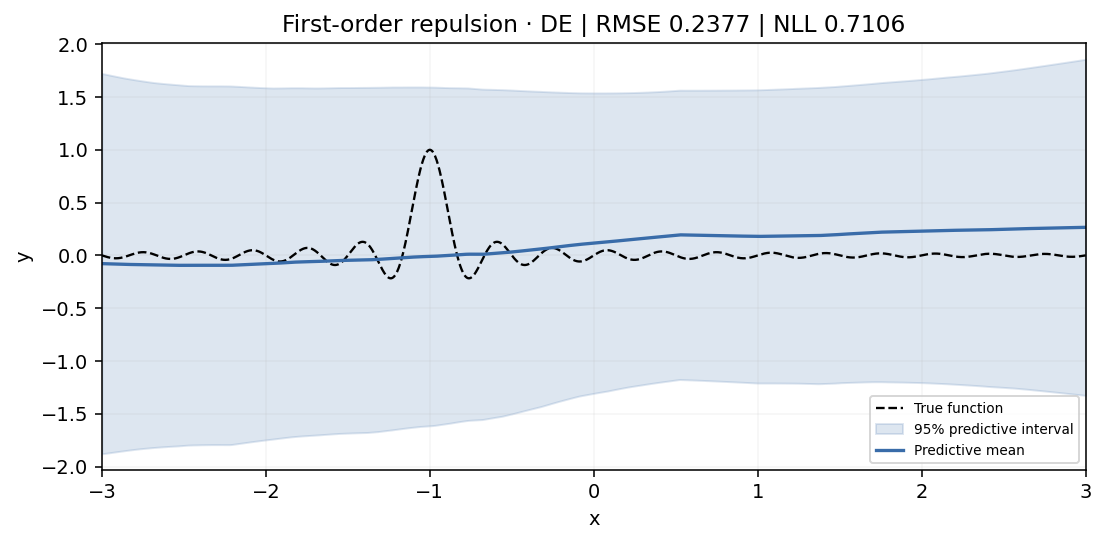 First-order repulsion · DE | RMSE 0.2377 | NLL 0.7106
2.0
1.5
1.0
0.5
0.0
−0.5
−1.0
−1.5
−2.0
y
True function
95% predictive interval
Predictive mean
−3
−2
−1
0
1
2
3
x